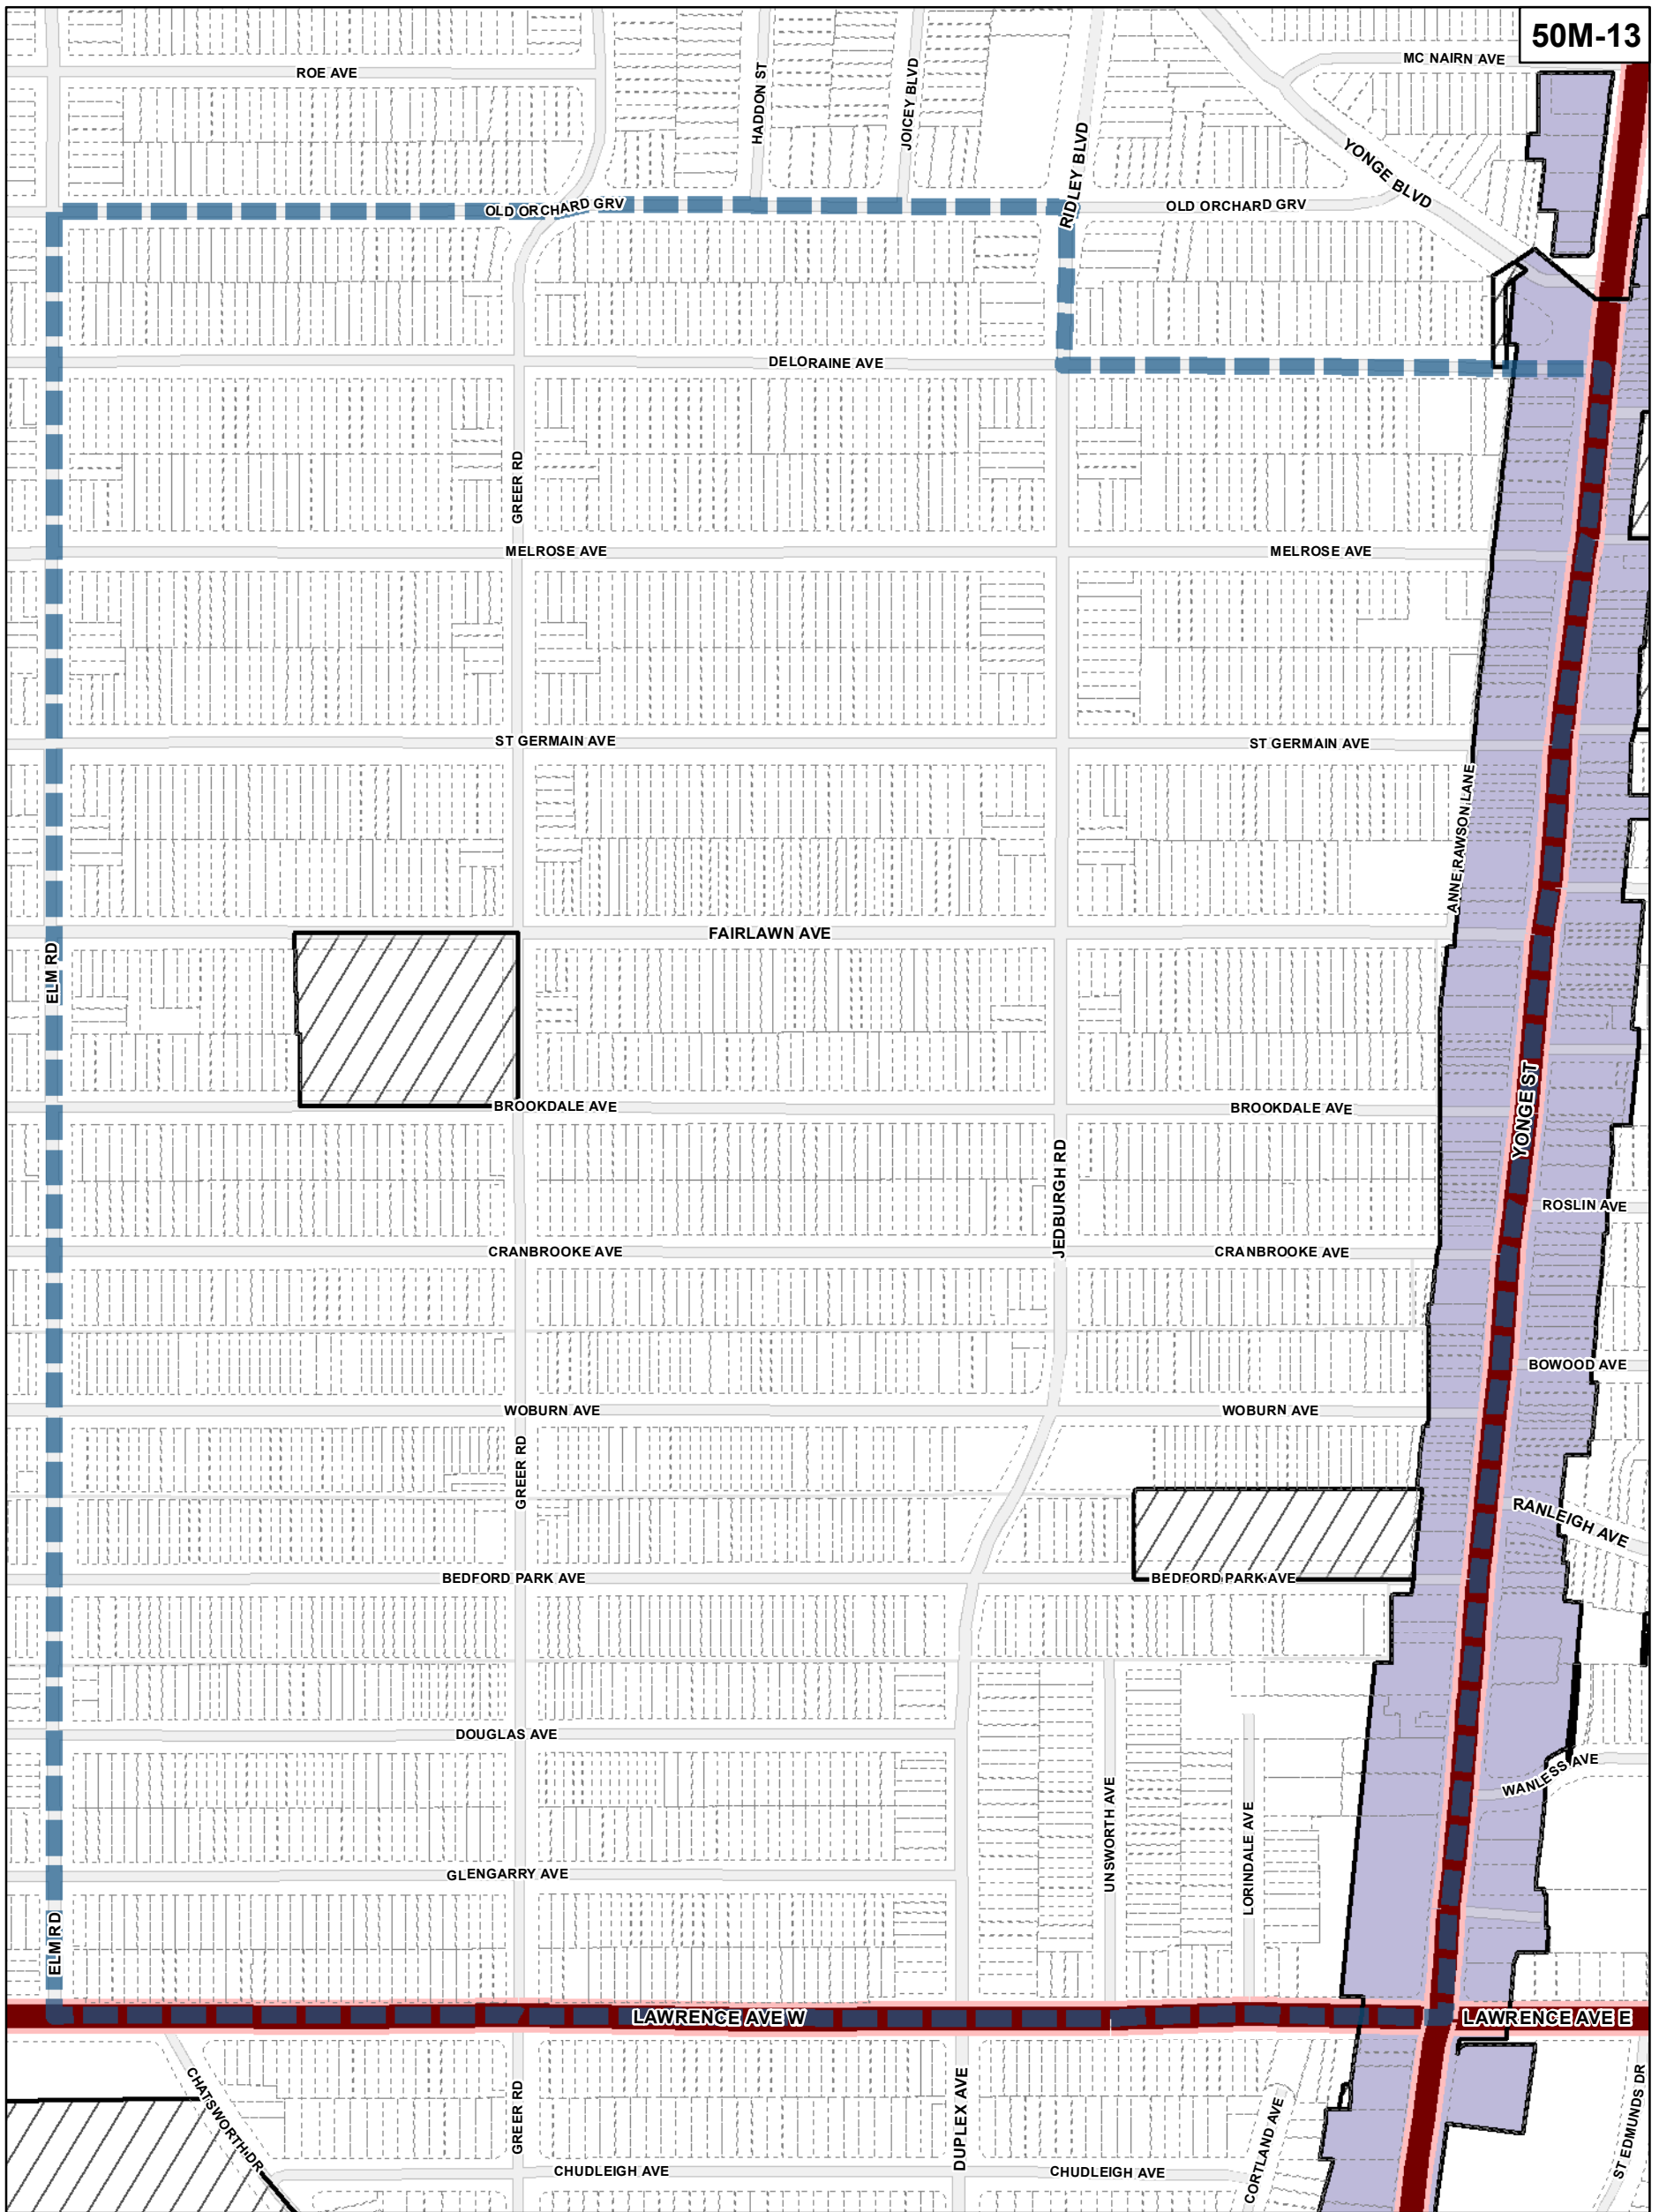 50M-13
MC NAIRN AVE
ROE AVE
HADDON ST
JOICEY BLVD
RIDLEY BLVD
YONGE BLVD
OLD ORCHARD GRV
OLD ORCHARD GRV
DELORAINE AVE
GREER RD
MELROSE AVE
MELROSE AVE
ST GERMAIN AVE
ST GERMAIN AVE
ANNE RAWSON LANE
FAIRLAWN AVE
ELM RD
BROOKDALE AVE
BROOKDALE AVE
YONGE ST
JEDBURGH RD
ROSLIN AVE
CRANBROOKE AVE
CRANBROOKE AVE
BOWOOD AVE
WOBURN AVE
WOBURN AVE
GREER RD
RANLEIGH AVE
BEDFORD PARK AVE
BEDFORD PARK AVE
DOUGLAS AVE
WANLESS AVE
UNSWORTH AVE
LORINDALE AVE
GLENGARRY AVE
ELM RD
LAWRENCE AVE W
LAWRENCE AVE E
CHATSWORTH DR
GREER RD
DUPLEX AVE
CORTLAND AVE
ST EDMUNDS DR
CHUDLEIGH AVE
CHUDLEIGH AVE